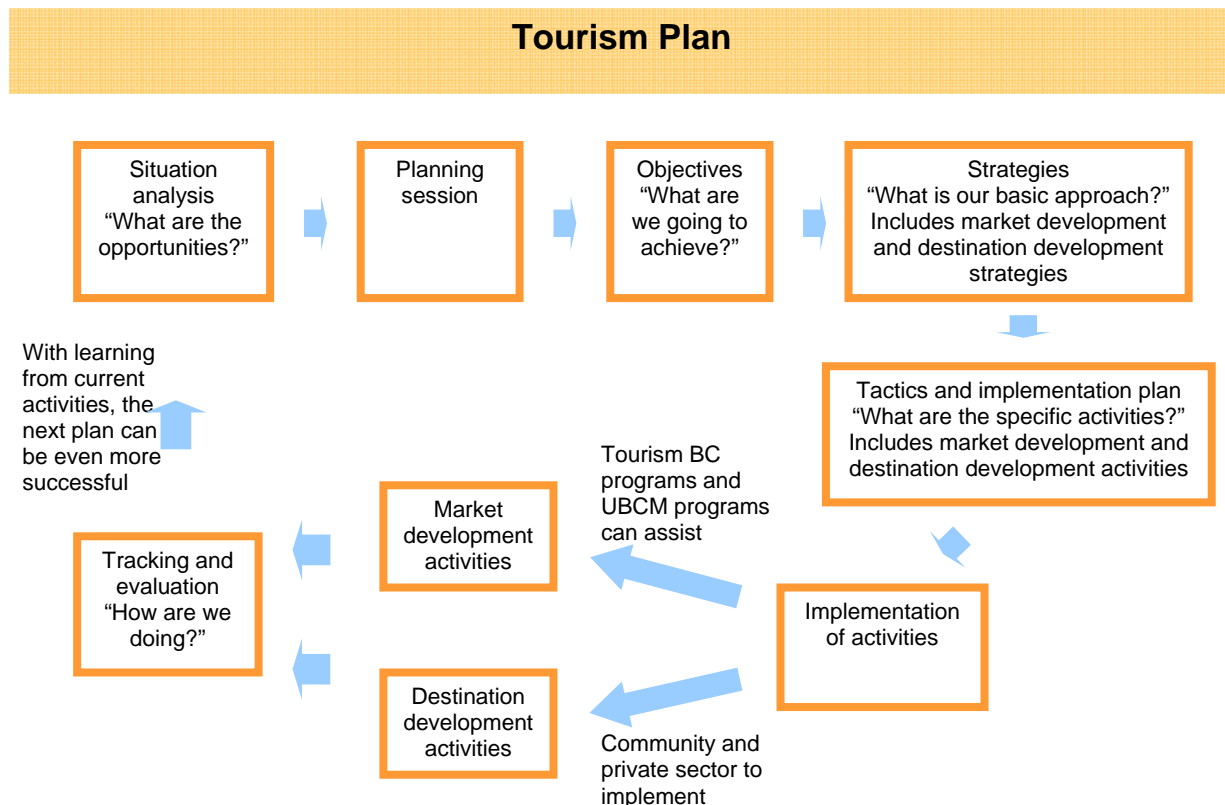 Tourism Plan
Situation
analysis
“What are the
opportunities?”
Planning
session
Objectives
“What are
we going to
achieve?”
Strategies
“What is our basic approach?”
Includes market development
and destination development
strategies
Tactics and implementation plan
“What are the specific activities?”
Includes market development and
destination development activities
Implementation
of activities
Tourism BC
programs and
UBCM programs
can assist
Market
development
activities
Community and
private sector to
implement
Destination
development
activities
Tracking and
evaluation
“How are we
doing?”
With learning
from current
activities, the
next plan can
be even more
successful